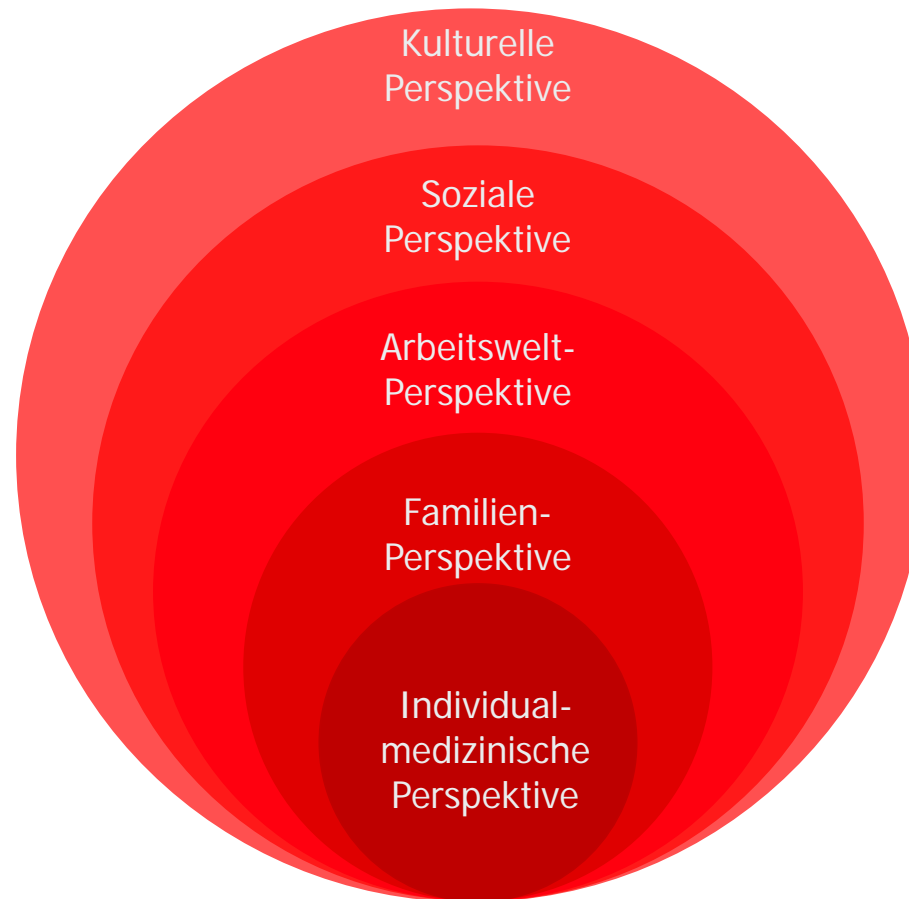 Kulturelle
Perspektive
Soziale
Perspektive
Arbeitswelt-
Perspektive
Familien-
Perspektive
Individual-
medizinische
Perspektive